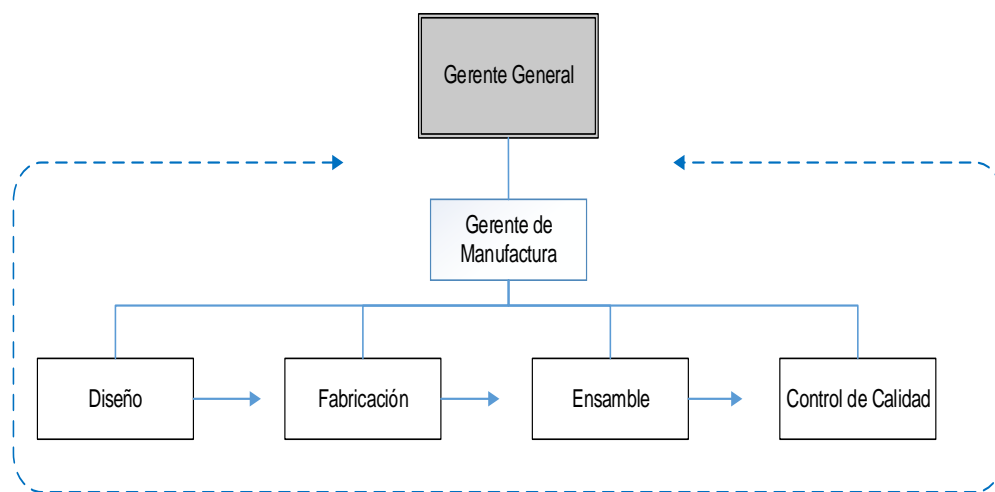 Gerente General
Gerente de
Manufactura
Diseño
Fabricación
Ensamble
Control de Calidad